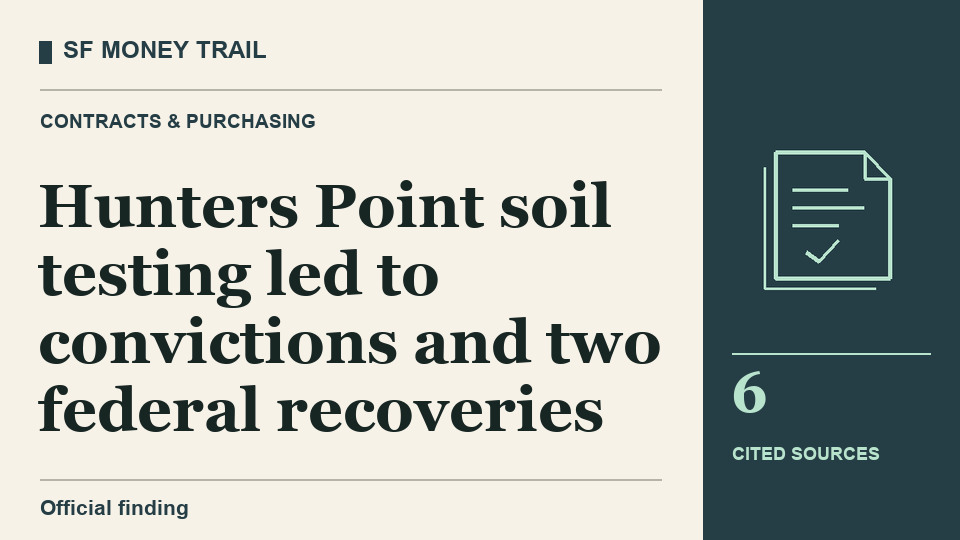 SF MONEY TRAIL
CONTRACTS & PURCHASING
Hunters Point soil
testing led to
convictions and two
federal recoveries
Official finding
6
CITED SOURCES